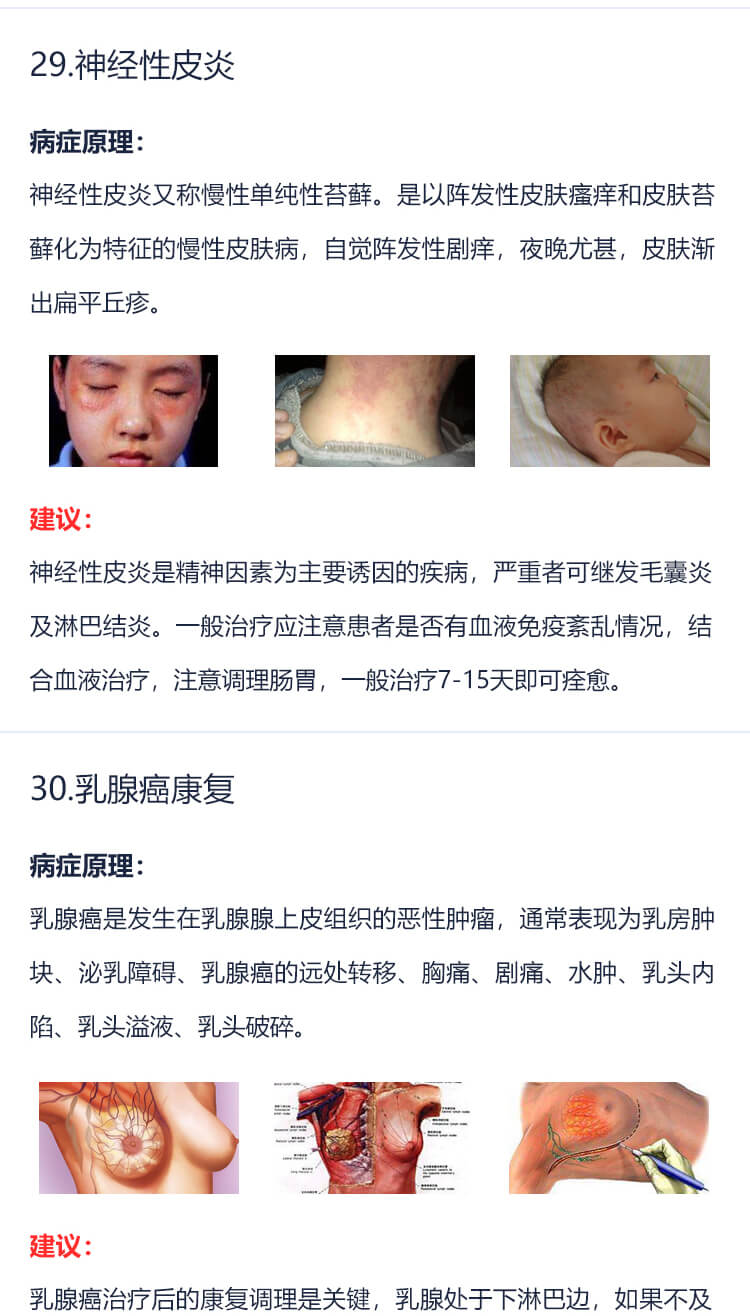 29.神经性皮炎
病症原理：
神经性皮炎又称慢性单纯性苔藓。是以阵发性皮肤瘙痒和皮肤苔
藓化为特征的慢性皮肤病，自觉阵发性剧痒，夜晚尤甚，皮肤渐
出扁平丘疹。
建议：
神经性皮炎是精神因素为主要诱因的疾病，严重者可继发毛囊炎
及淋巴结炎。一般治疗应注意患者是否有血液免疫紊乱情况，结
合血液治疗，注意调理肠胃，一般治疗7-15天即可痊愈。
30.乳腺癌康复
病症原理：
乳腺癌是发生在乳腺腺上皮组织的恶性肿瘤，通常表现为乳房肿
块、泌乳障碍、乳腺癌的远处转移、胸痛、剧痛、水肿、乳头内
陷、乳头溢液、乳头破碎。
建议：
乳腺癌治疗后的康复调理是关键，乳腺处于下淋巴边，如果不及